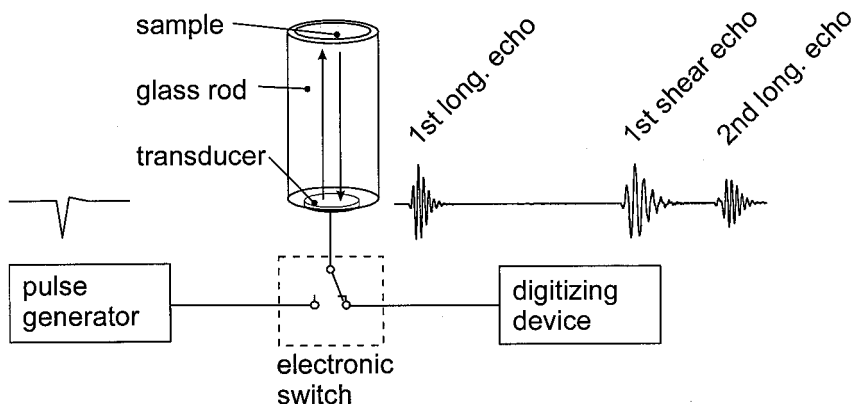 sample
glass rod
transducer
1st long. echo
1st shear echo
2nd long. echo
pulse
generator
electronic
switch
digitizing
device